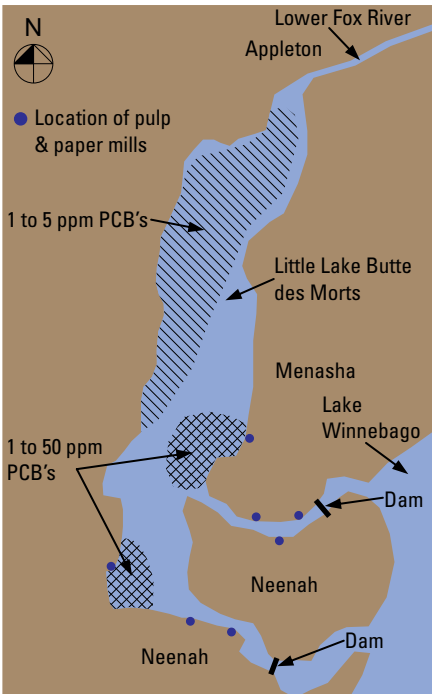 Lower Fox River
N
Appleton
Location of pulp
& paper mills
1 to 5 ppm PCB's
Little Lake Butte
des Morts
Menasha
Lake
Winnebago
1 to 50 ppm
PCB's
Dam
Neenah
Dam
Neenah